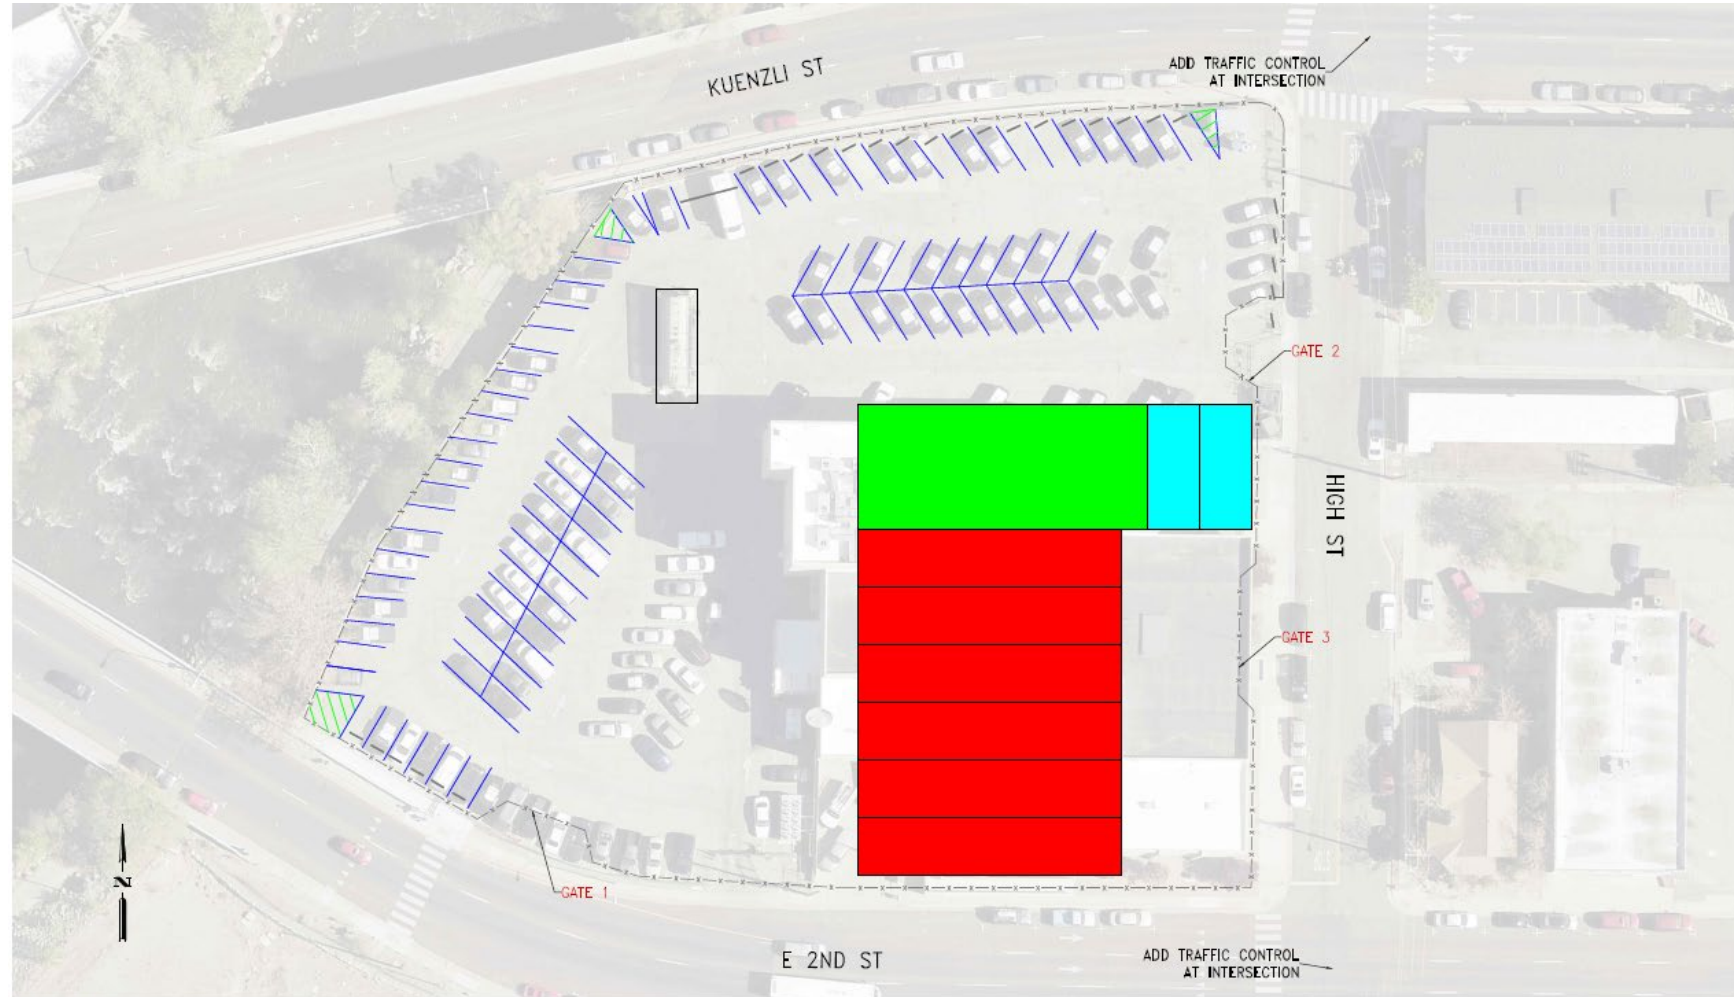 KUENZLI ST
ADD TRAFFIC CONTROL
AT INTERSECTION
GATE 2
HIGH ST
GATE 3
N
GATE 1
E 2ND ST
ADD TRAFFIC CONTROL
AT INTERSECTION